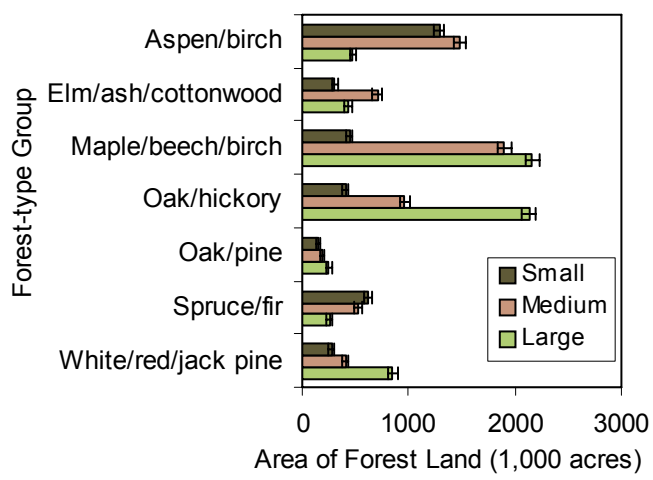 Forest-type Group
Aspen/birch
Elm/ash/cottonwood
Maple/beech/birch
Oak/hickory
Oak/pine
Spruce/fir
White/red/jack pine
Small
Medium
Large
0 1000 2000 3000
Area of Forest Land (1,000 acres)